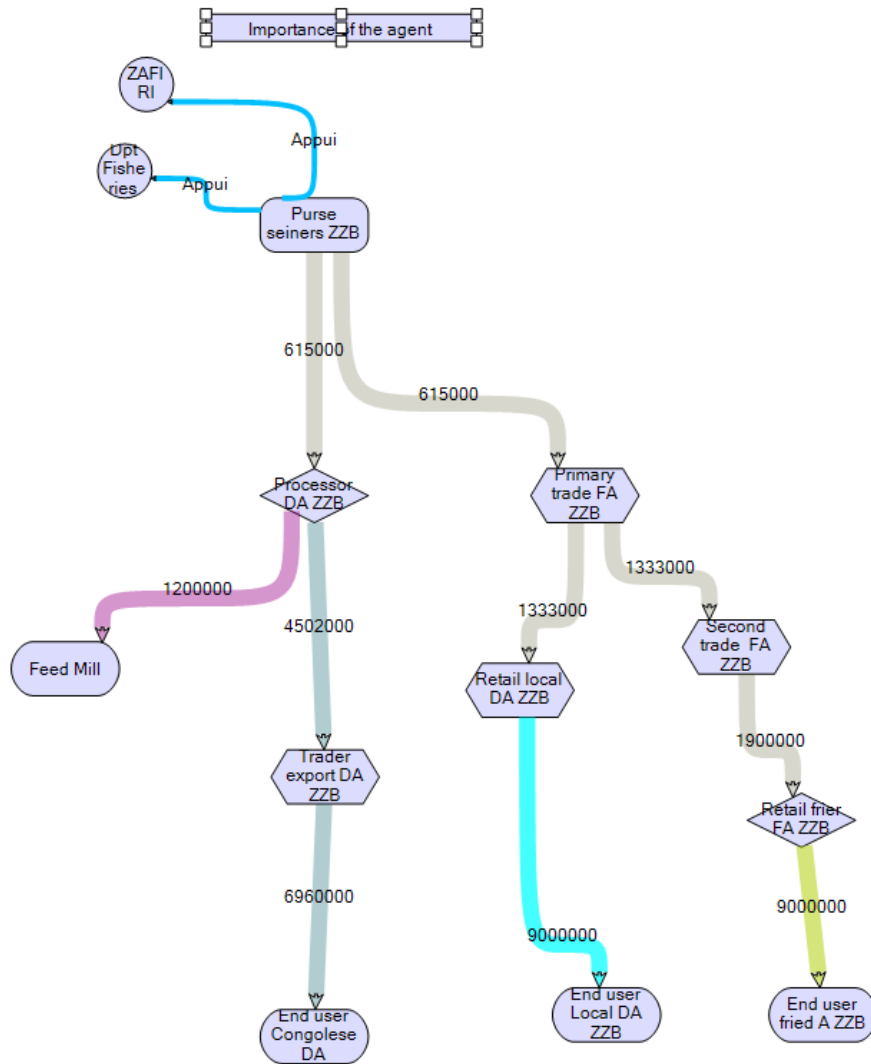 Importance of the agent
ZAFI
RI
Appui
Dpt
Fishe
ries
Appui
Purse
seiners ZZB
615000
615000
Processor
DA ZZB
Primary
trade FA
ZZB
1200000
1333000
1333000
4502000
Feed Mill
Retail local
DA ZZB
Second
trade FA
ZZB
1900000
Trader
export DA
ZZB
Retail frier
FA ZZB
6960000
9000000
9000000
End user
Congolese
DA
End user
Local DA
ZZB
End user
fried A ZZB